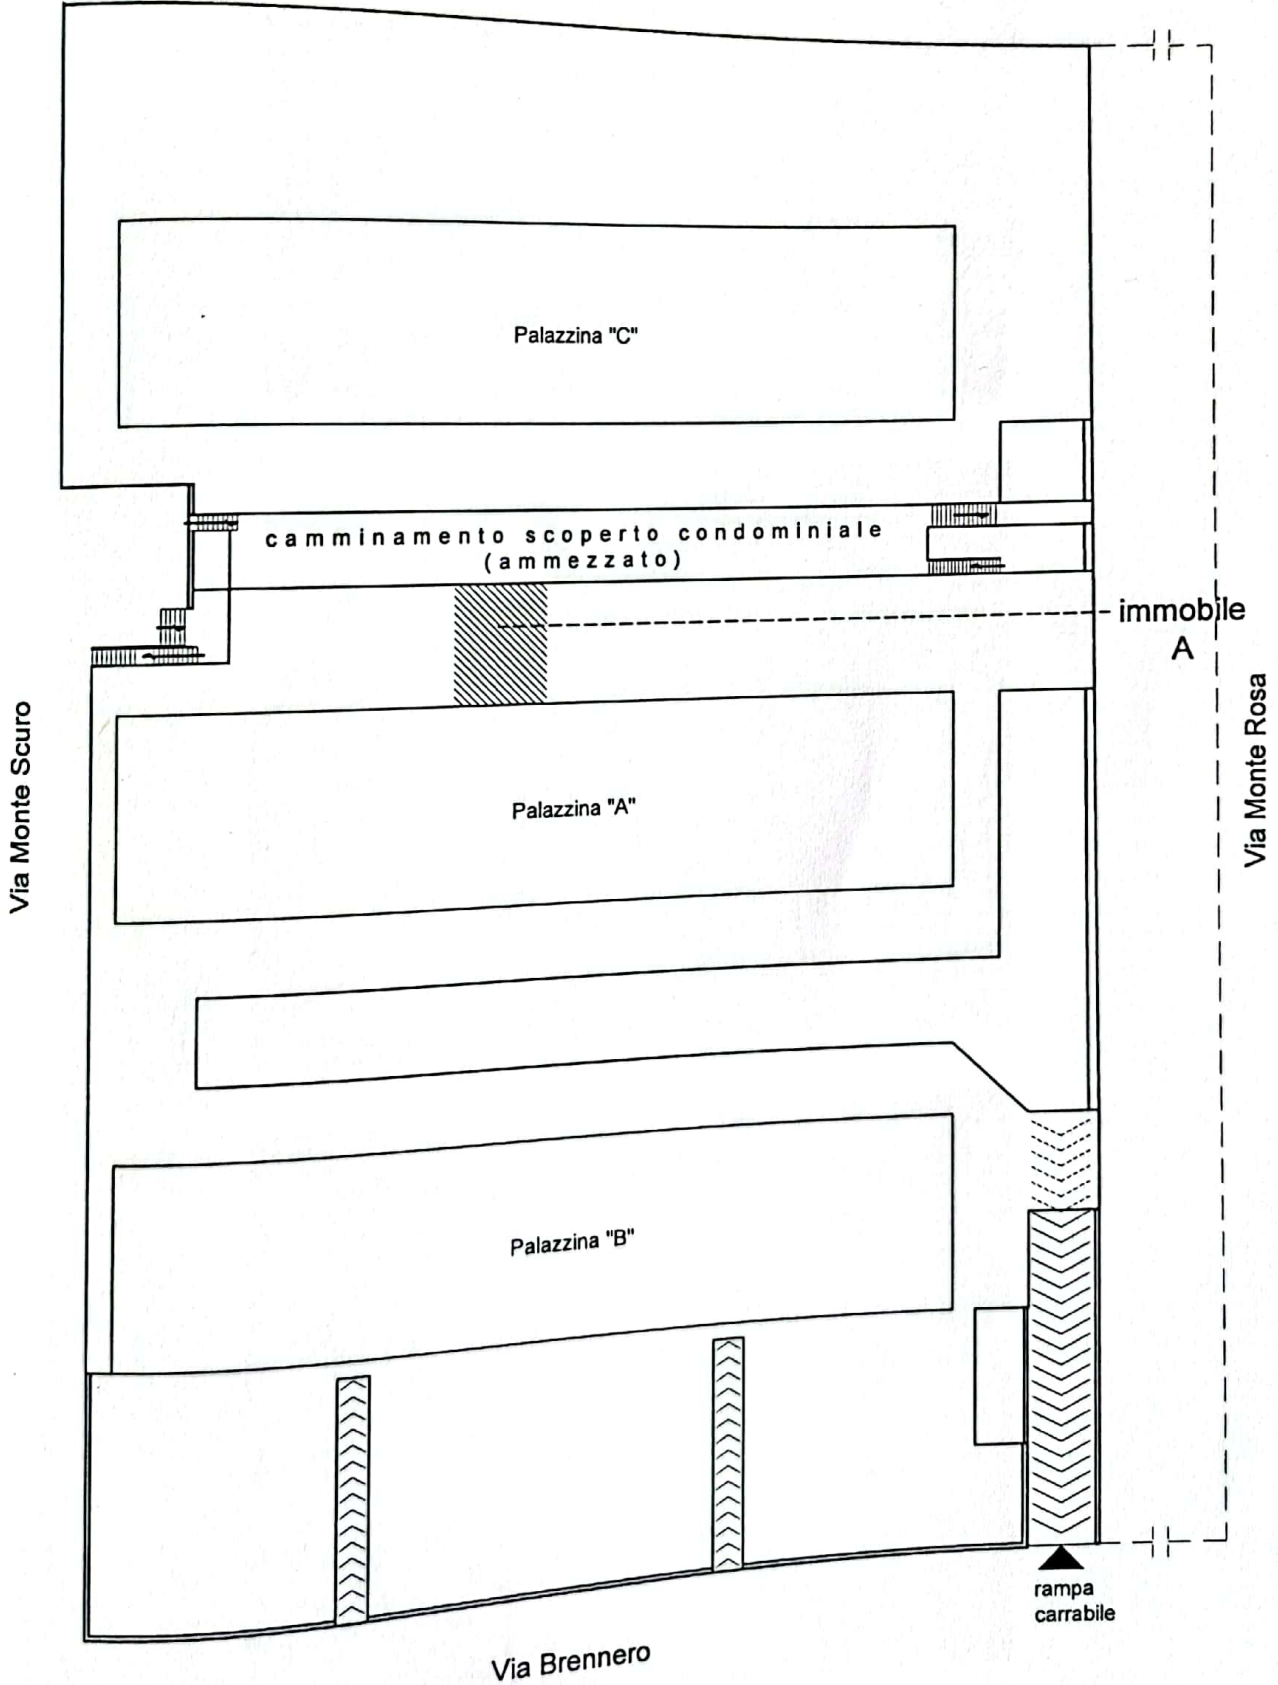 Palazzina "C"
camminamento scoperto condominiale
(ammezzato)
immobile
A
Via Monte Scuro
Via Monte Rosa
Palazzina "A"
Palazzina "B"
rampa
carrabile
Via Brennero